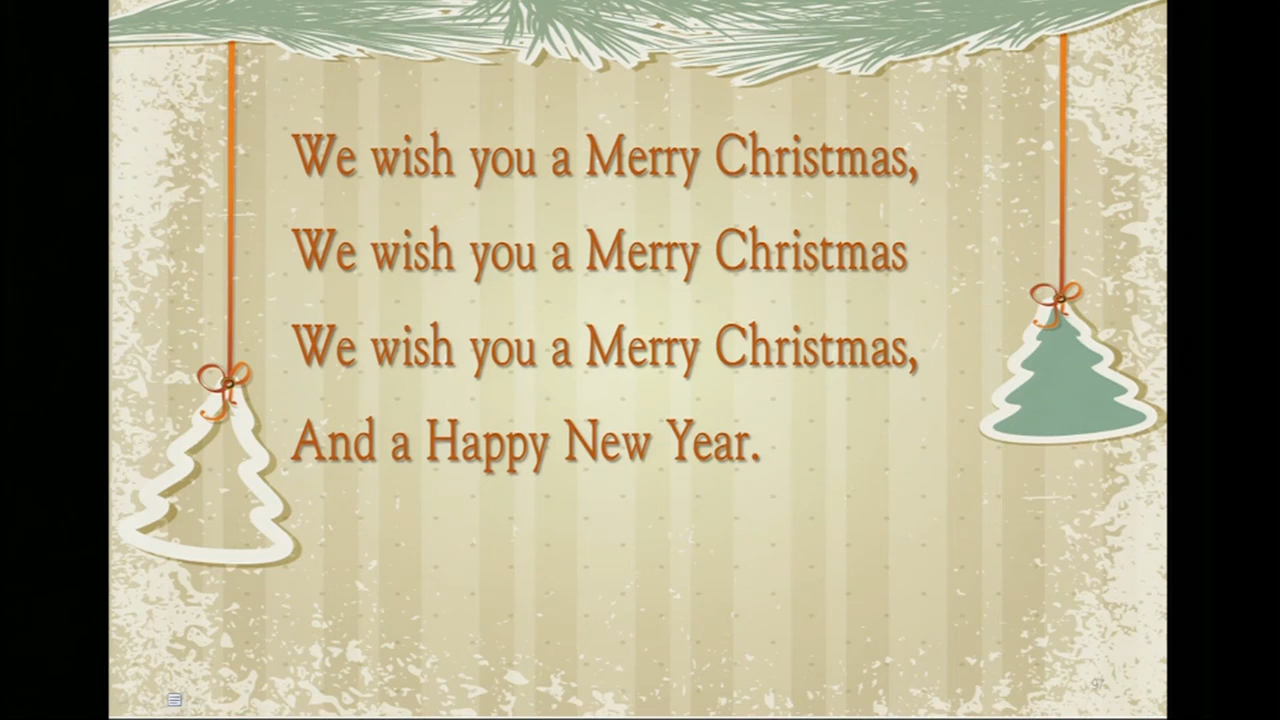 We wish you a Merry Christmas,
We wish you a Merry Christmas
We wish you a Merry Christmas,
And a Happy New Year.
97